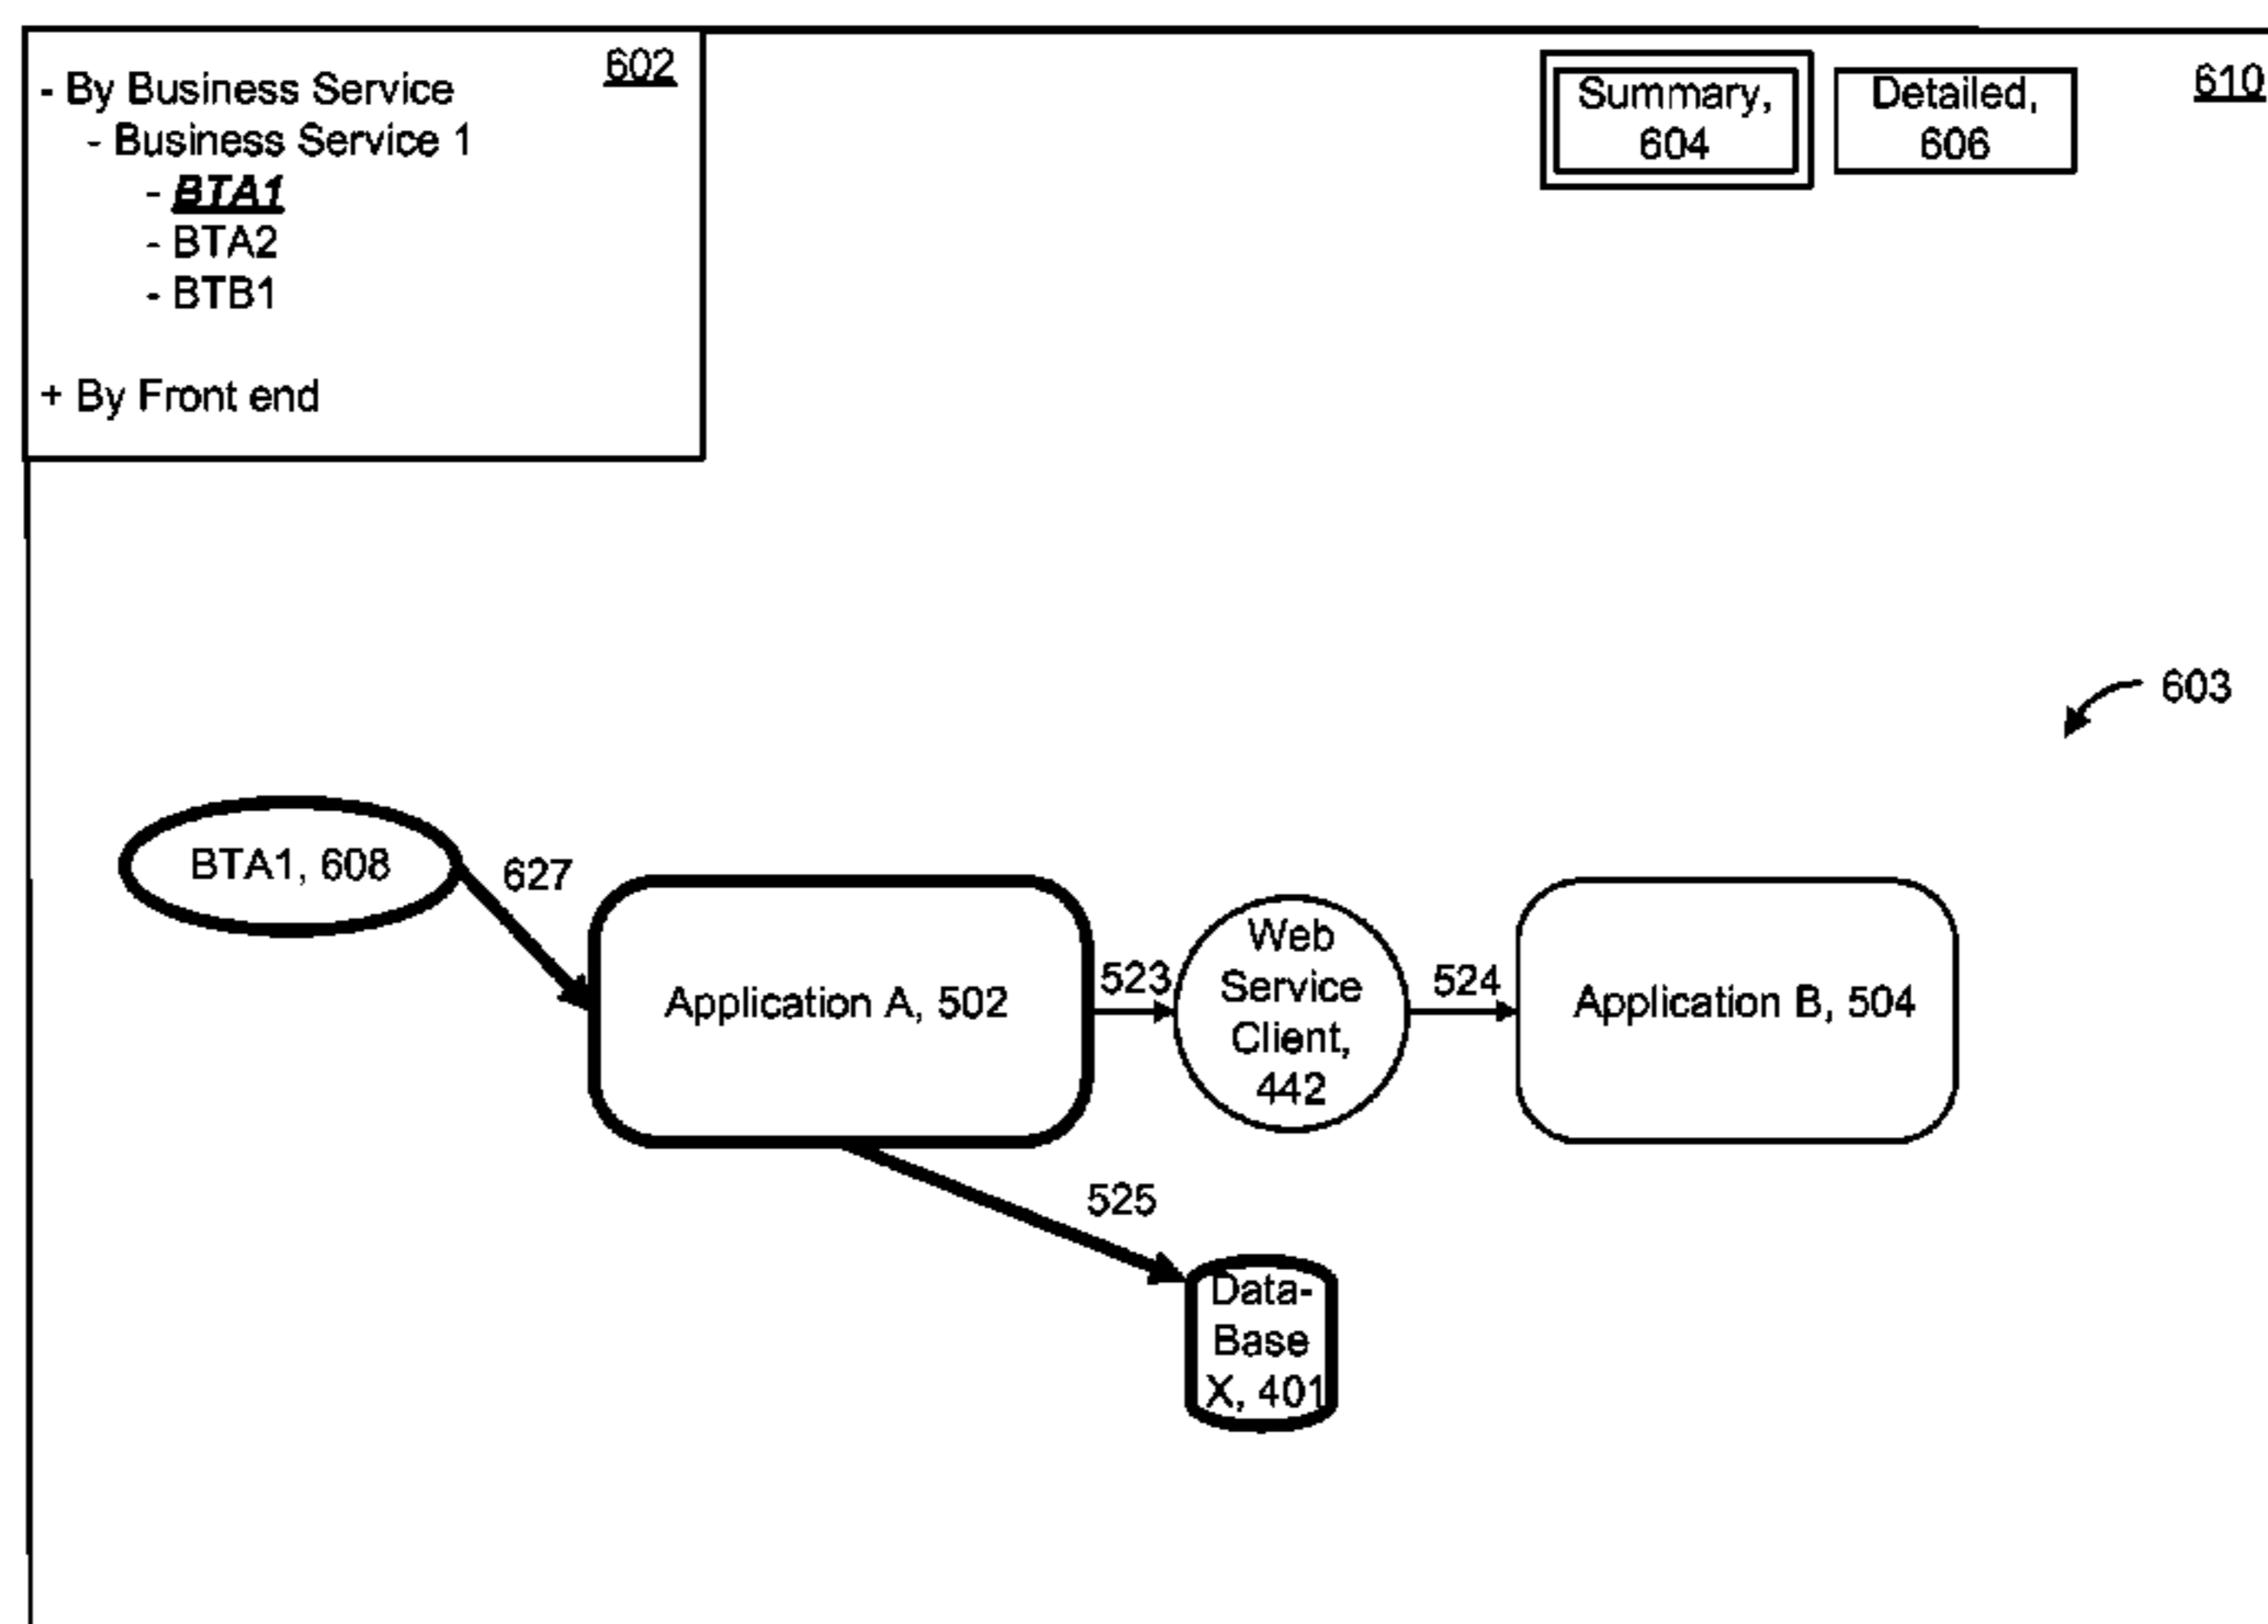 602
- By Business Service
- Business Service 1
- BTA1
- BTA2
- BTB1
+ By Front end
Summary,
604
Detailed,
606
610
603
BTA1, 608
627
Application A, 502
523
Web
Service
Client,
442
524
Application B, 504
525
Data-
Base
X, 401